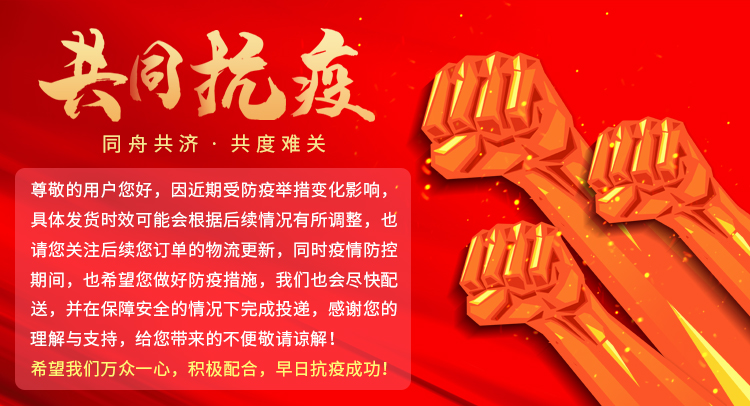 共同抗疫
同舟共济·共度难关
尊敬的用户您好，因近期受防疫举措变化影响，
具体发货时效可能会根据后续情况有所调整，也
请您关注后续您订单的物流更新，同时疫情防控
期间，也希望您做好防疫措施，我们也会尽快配
送，并在保障安全的情况下完成投递，感谢您的
理解与支持，给您带来的不便敬请谅解！
希望我们万众一心，积极配合，早日抗疫成功！